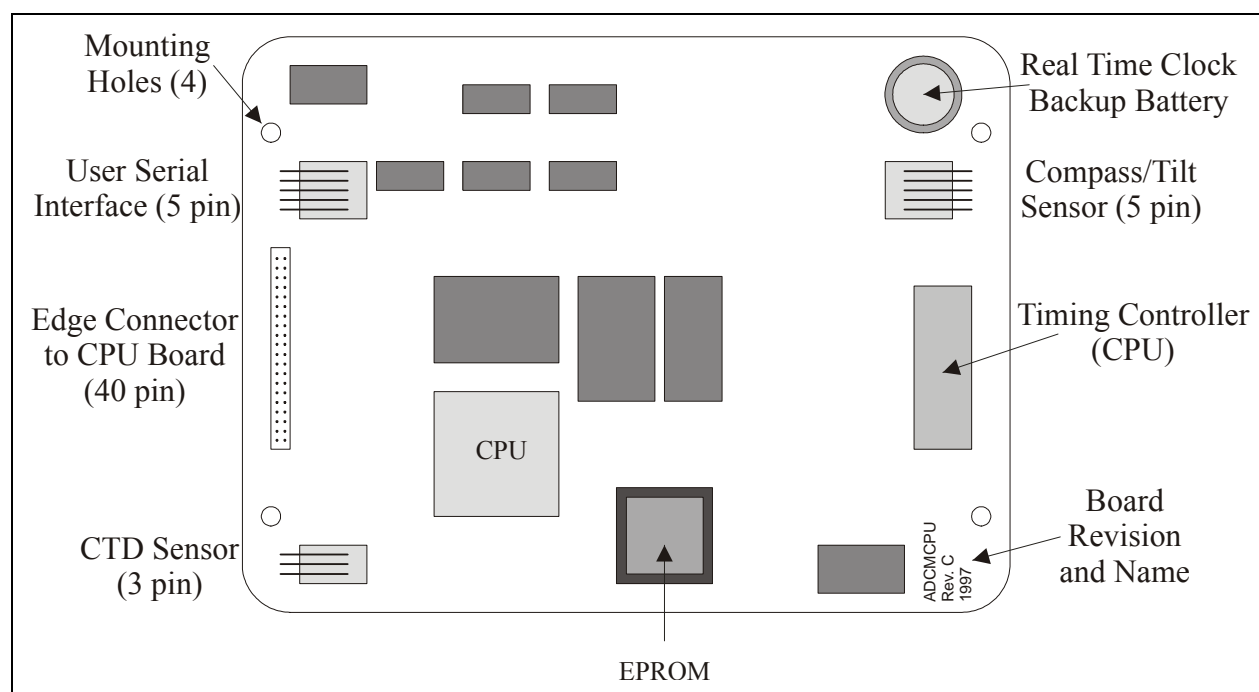 Mounting
Holes (4)
Real Time Clock
Backup Battery
User Serial
Interface (5 pin)
Compass/Tilt
Sensor (5 pin)
Edge Connector
to CPU Board
(40 pin)
Timing Controller
(CPU)
CPU
CTD Sensor
(3 pin)
Board
Revision
and Name
ADCMCPU
Rev. C
1997
EPROM